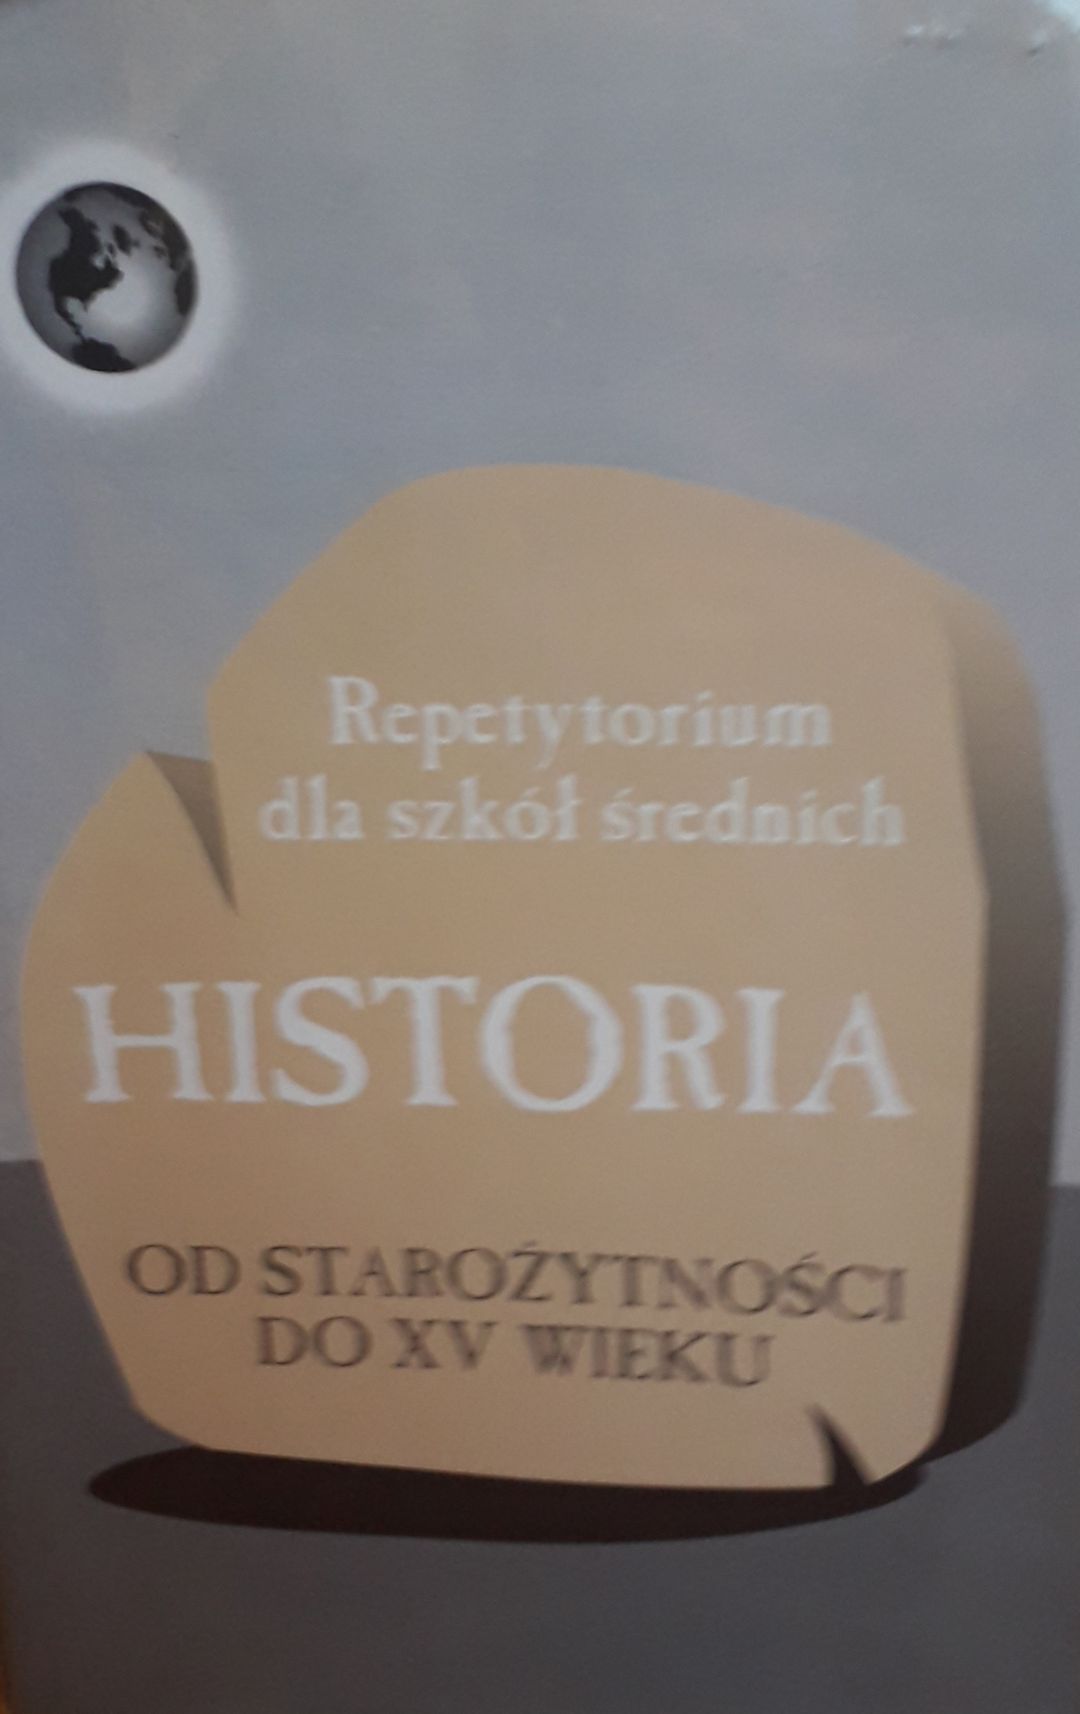 Repetytorium
dla szkół średnich
HISTORIA
OD STAROŻYTNOŚCI
DO XV WIEKU